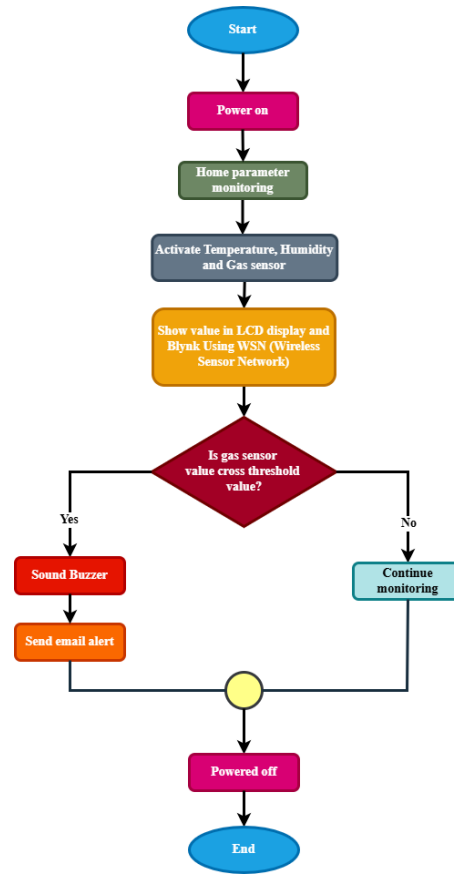 Start
Power on
Home parameter
monitoring
Activate Temperature, Humidity
and Gas sensor
Show value in LCD display and
Blynk Using WSN (Wireless
Sensor Network)
Is gas sensor
value cross threshold
value?
Yes
No
Sound Buzzer
Continue
monitoring
Send email alert
Powered off
End